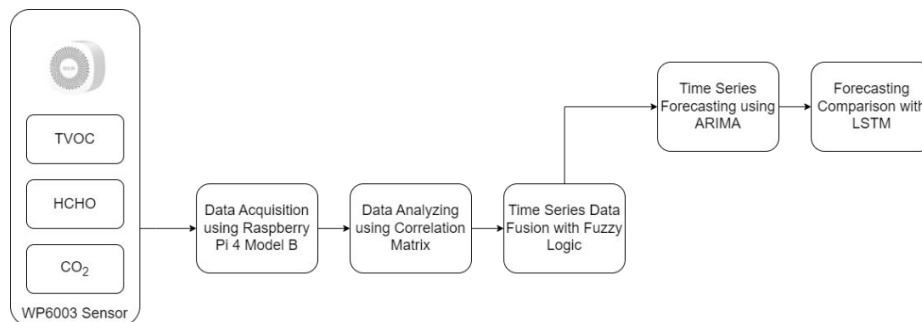 TVOC
HCHO
CO₂
WP6003 Sensor
Data Acquisition
using Raspberry
Pi 4 Model B
Data Analyzing
using Correlation
Matrix
Time Series Data
Fusion with Fuzzy
Logic
Time Series
Forecasting using
ARIMA
Forecasting
Comparison with
LSTM